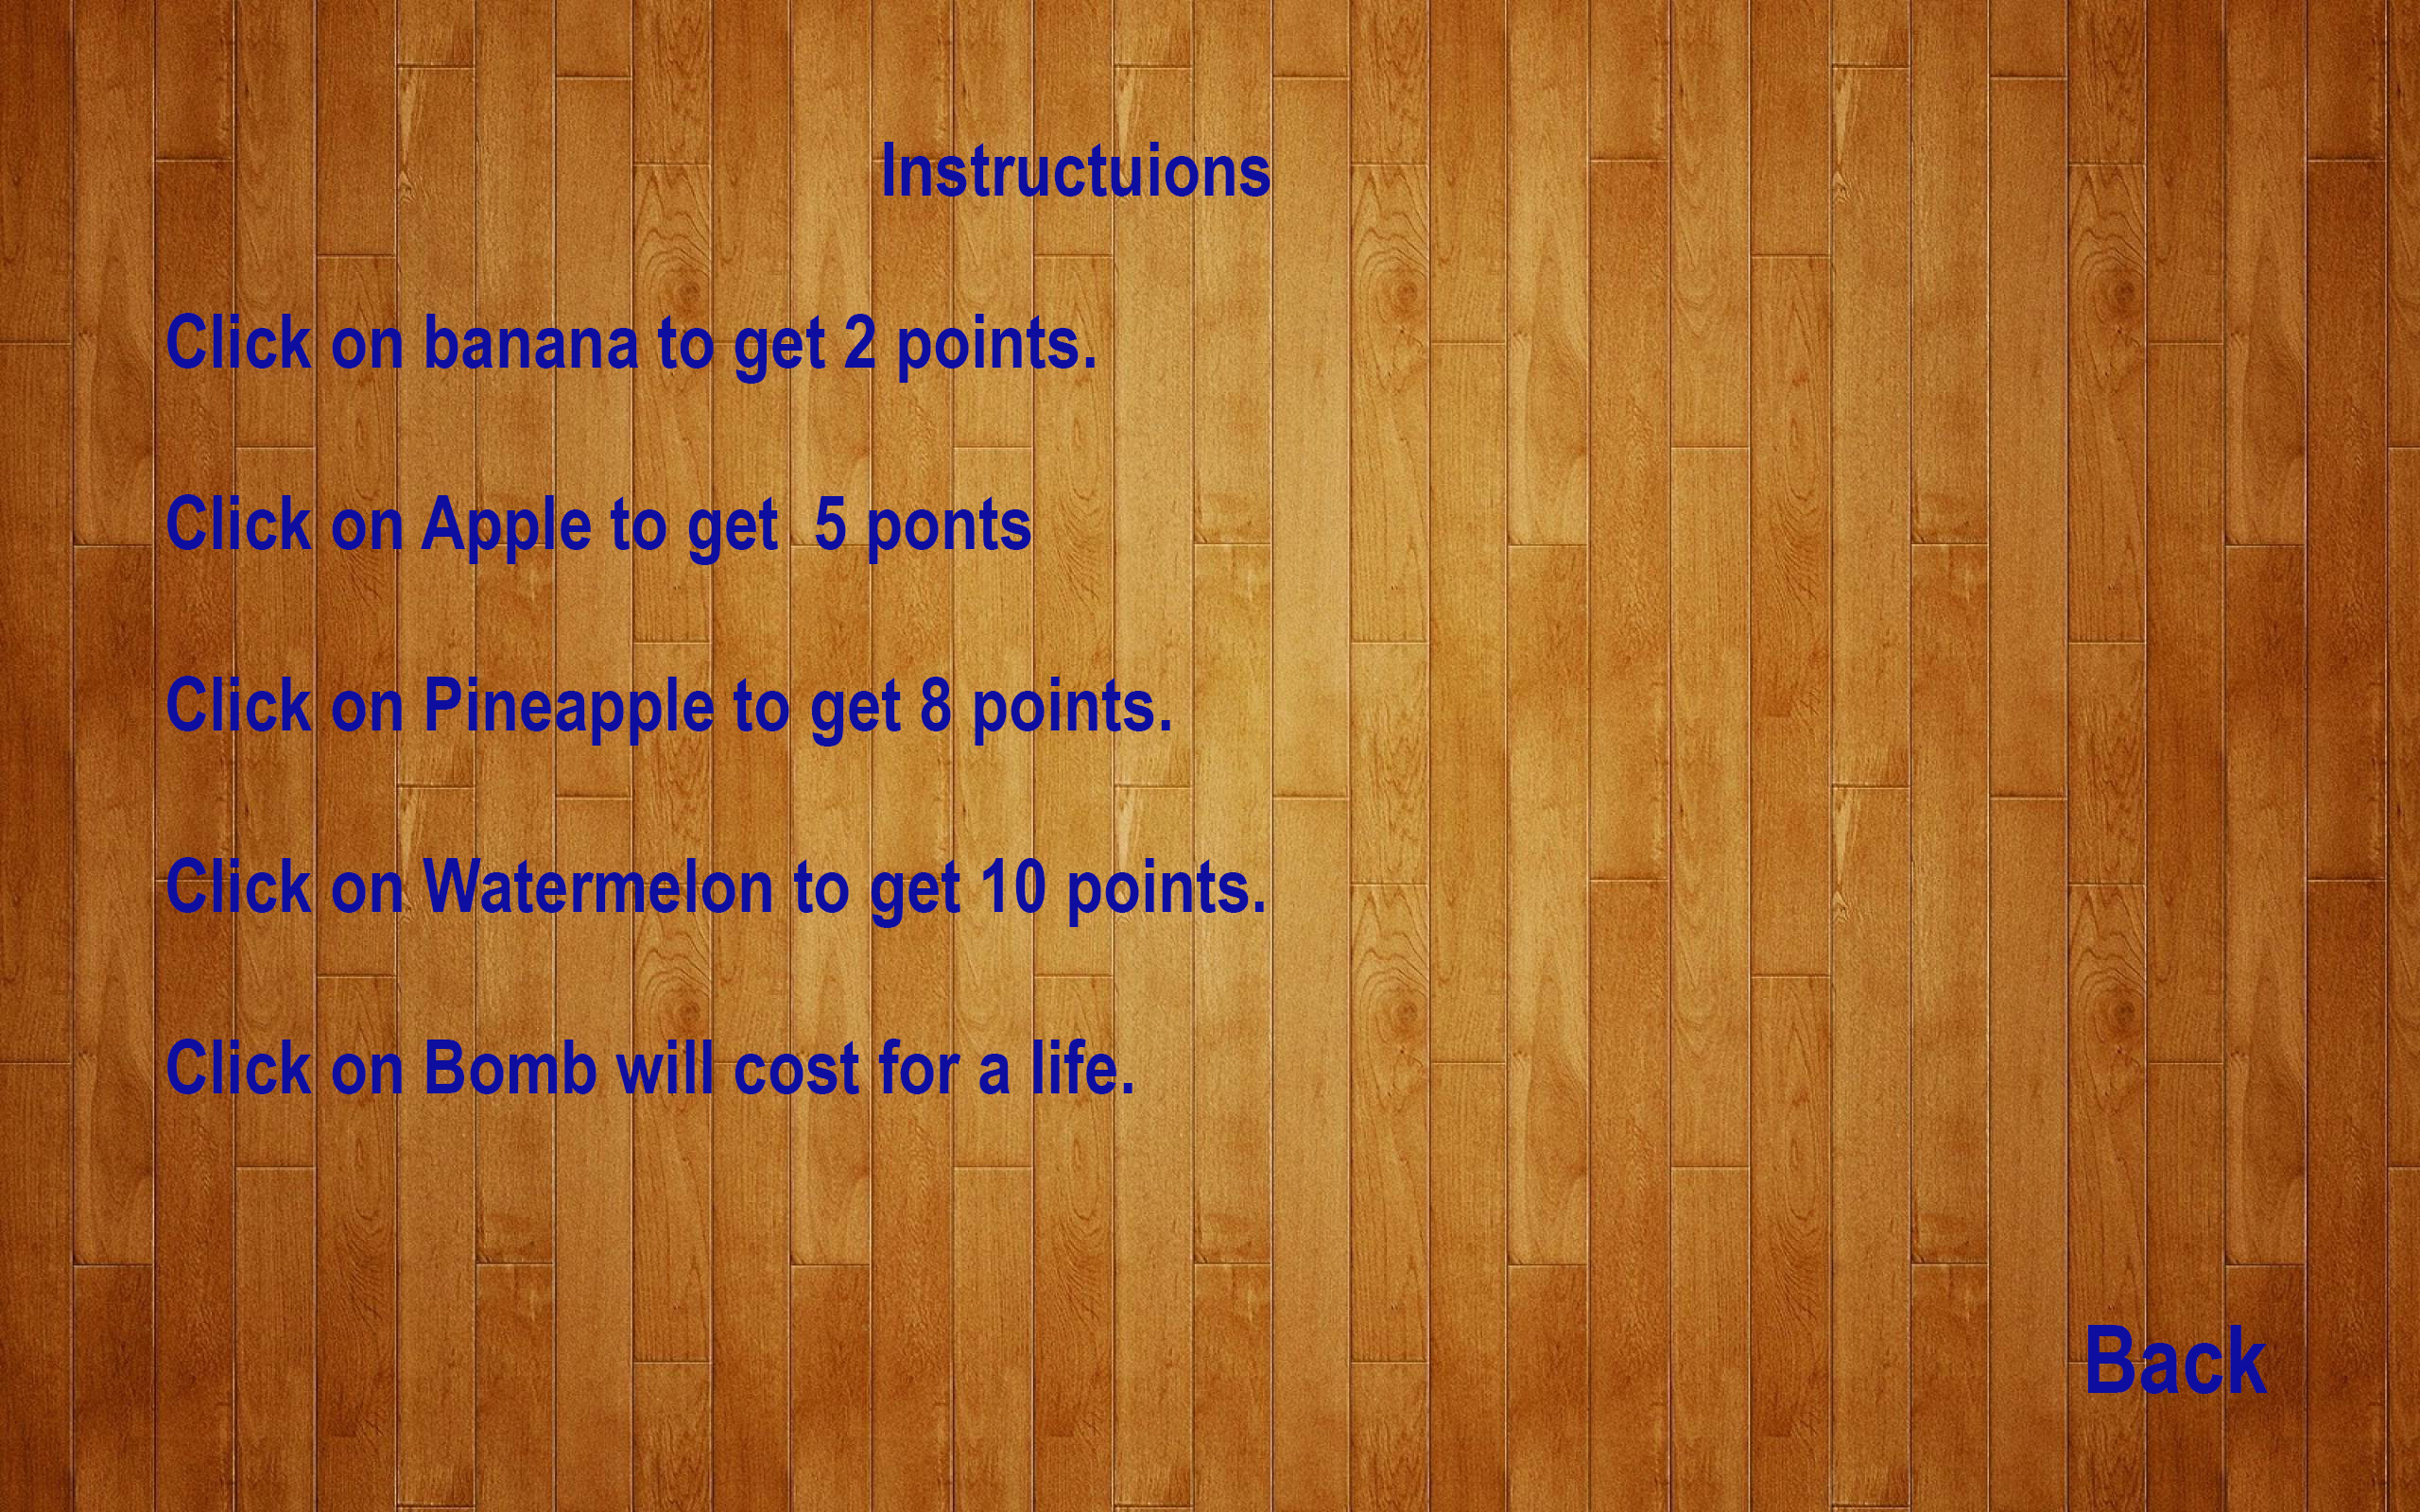 Instructuions
Click on banana to get 2 points.
Click on Apple to get  5 ponts
Click on Pineapple to get 8 points.
Click on Watermelon to get 10 points.
Click on Bomb will cost for a life.
Back